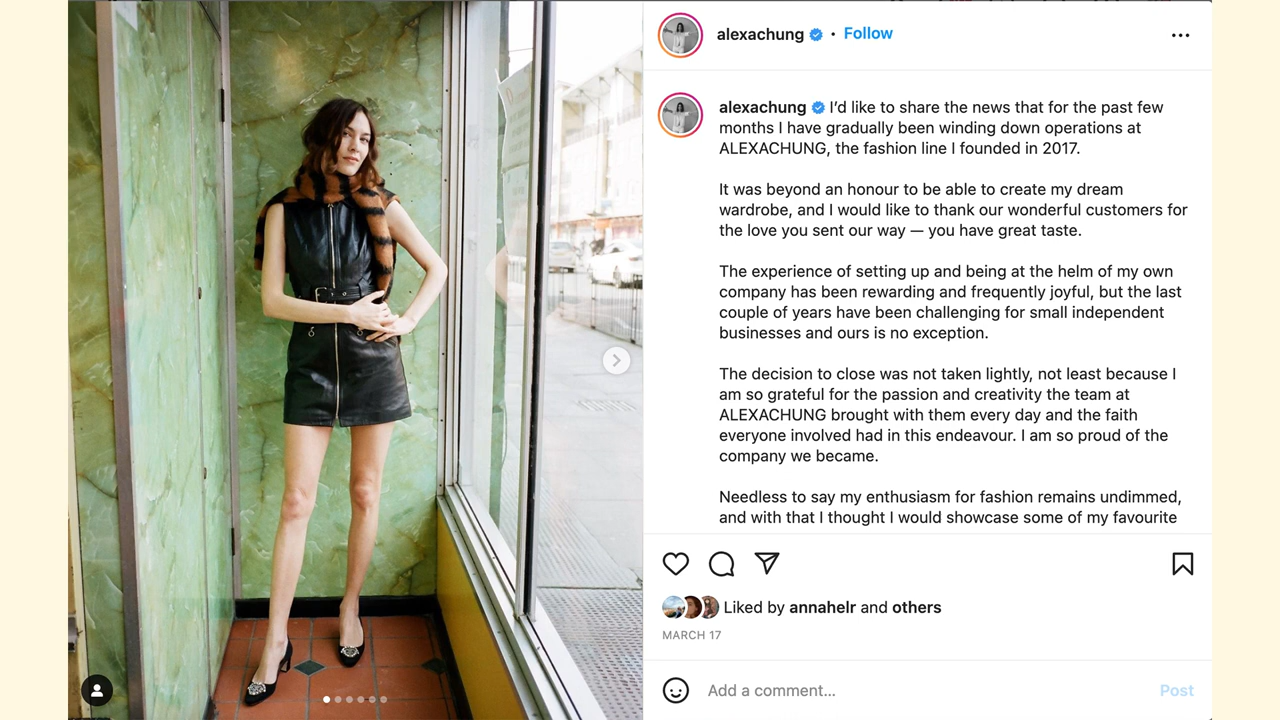 alexachung • Follow
alexachung I’d like to share the news that for the past few
months I have gradually been winding down operations at
ALEXACHUNG, the fashion line I founded in 2017.
It was beyond an honour to be able to create my dream
wardrobe, and I would like to thank our wonderful customers for
the love you sent our way — you have great taste.
The experience of setting up and being at the helm of my own
company has been rewarding and frequently joyful, but the last
couple of years have been challenging for small independent
businesses and ours is no exception.
The decision to close was not taken lightly, not least because I
am so grateful for the passion and creativity the team at
ALEXACHUNG brought with them every day and the faith
everyone involved had in this endeavour. I am so proud of the
company we became.
Needless to say my enthusiasm for fashion remains undimmed,
and with that I thought I would showcase some of my favourite
Liked by annahelr and others
MARCH 17
Add a comment...
Post